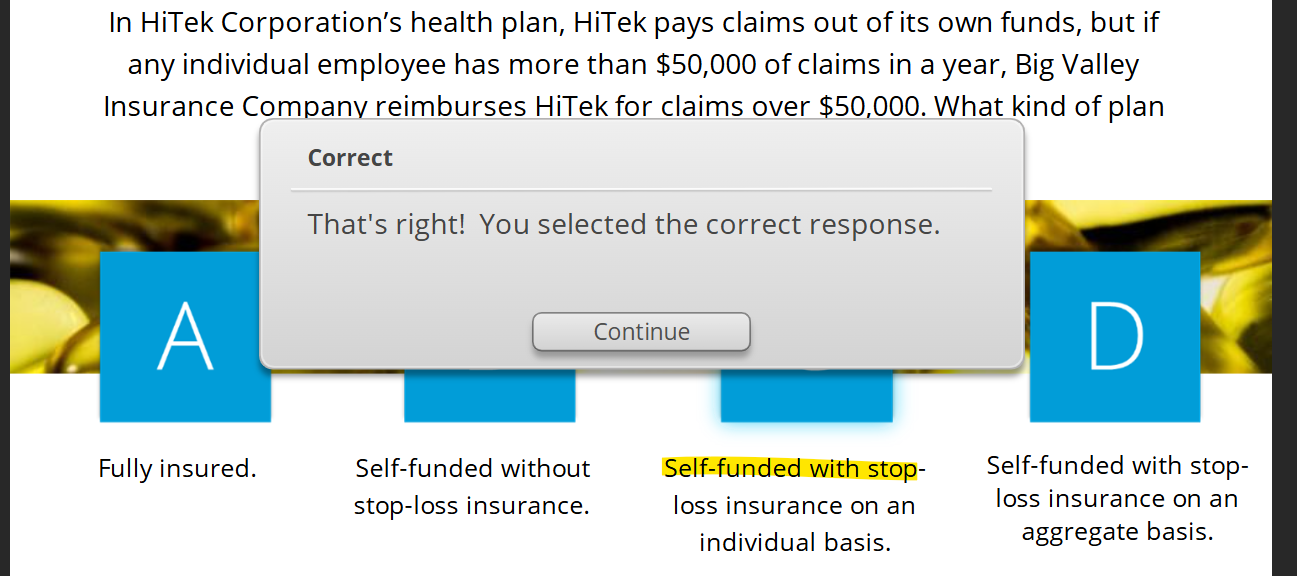 In HiTek Corporation’s health plan, HiTek pays claims out of its own funds, but if
any individual employee has more than $50,000 of claims in a year, Big Valley
Insurance Company reimburses HiTek for claims over $50,000. What kind of plan
Correct
That's right!  You selected the correct response.
Continue
A
D
Fully insured.
Self-funded without
stop-loss insurance.
Self-funded with stop-
loss insurance on an
individual basis.
Self-funded with stop-
loss insurance on an
aggregate basis.